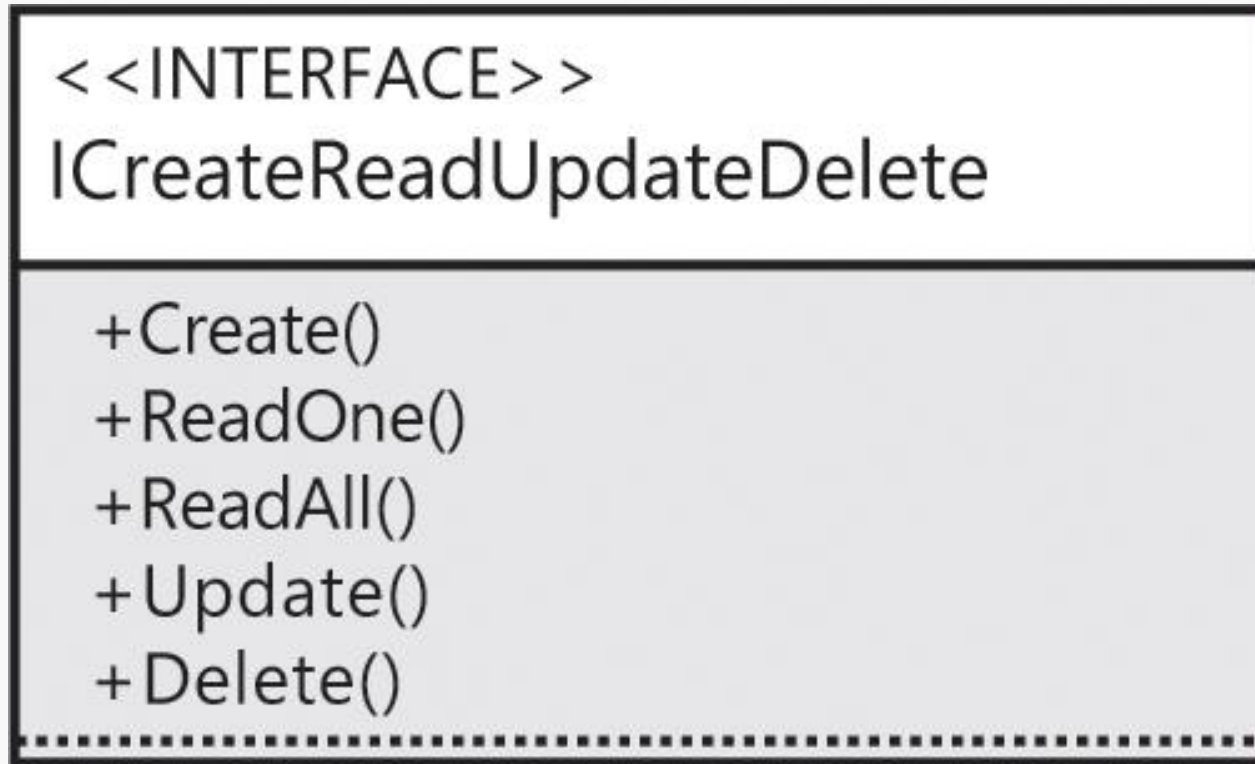 <<INTERFACE>>
ICreateReadUpdateDelete
+Create()
+ReadOne()
+ReadAll()
+Update()
+Delete()